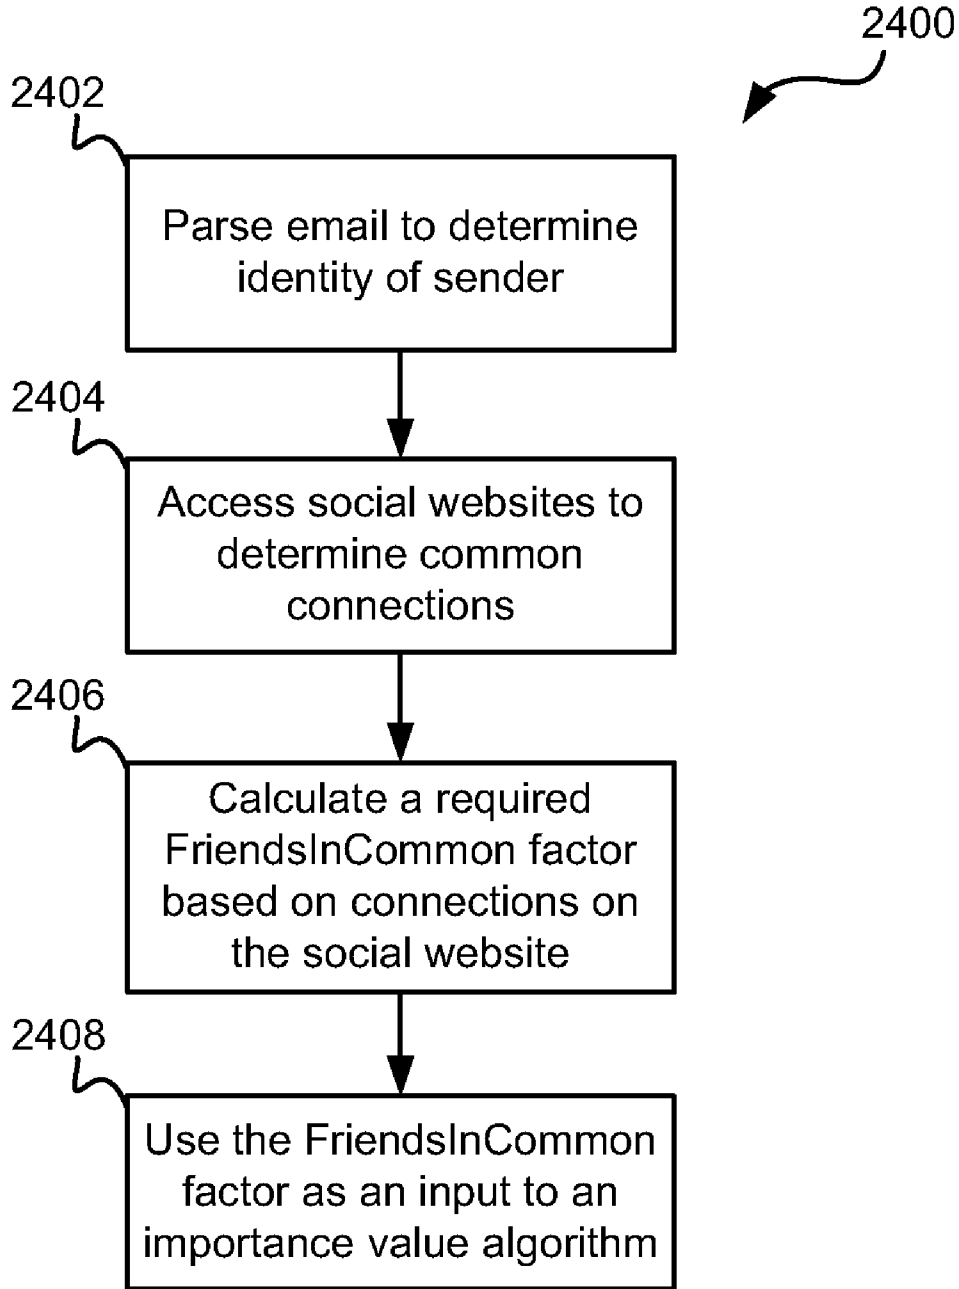 2400
2402
Parse email to determine
identity of sender
2404
Access social websites to
determine common
connections
2406
Calculate a required
FriendsInCommon factor
based on connections on
the social website
2408
Use the FriendsInCommon
factor as an input to an
importance value algorithm